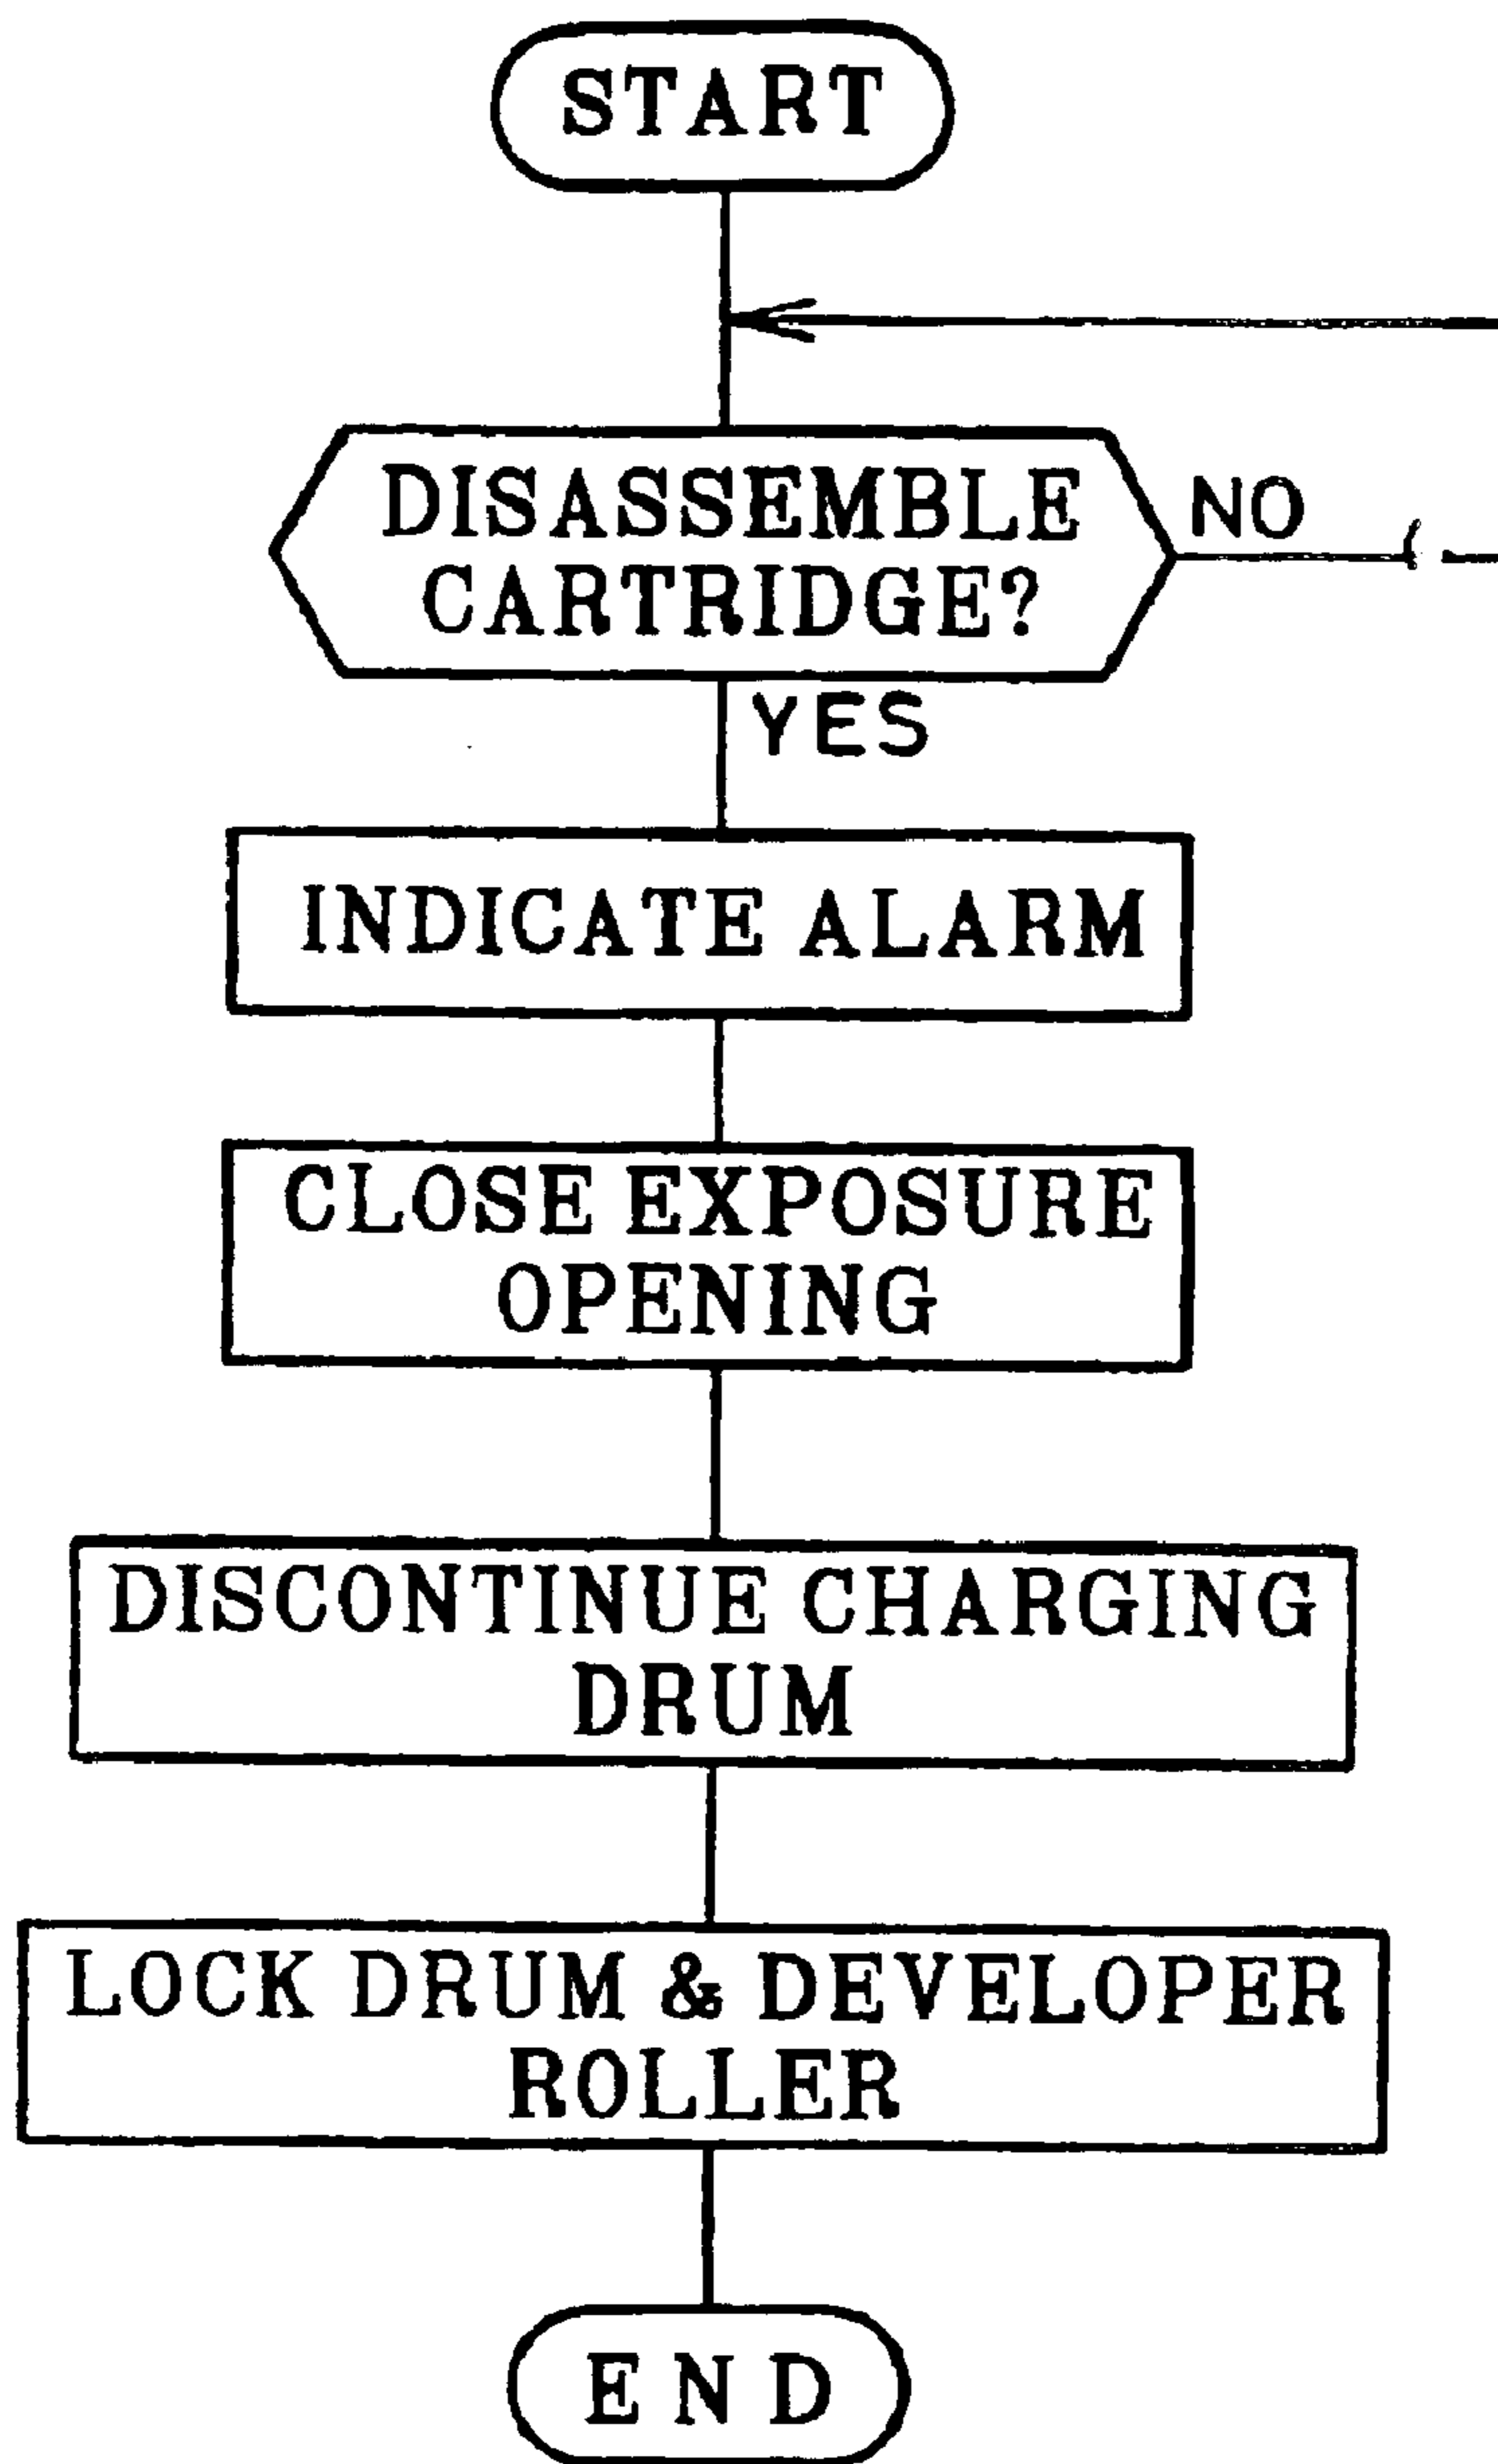 START
DISASSEMBLE
CARTRIDGE?
NO
YES
INDICATE ALARM
CLOSE EXPOSURE
OPENING
DISCONTINUE CHARGING
DRUM
LOCK DRUM & DEVELOPER
ROLLER
END